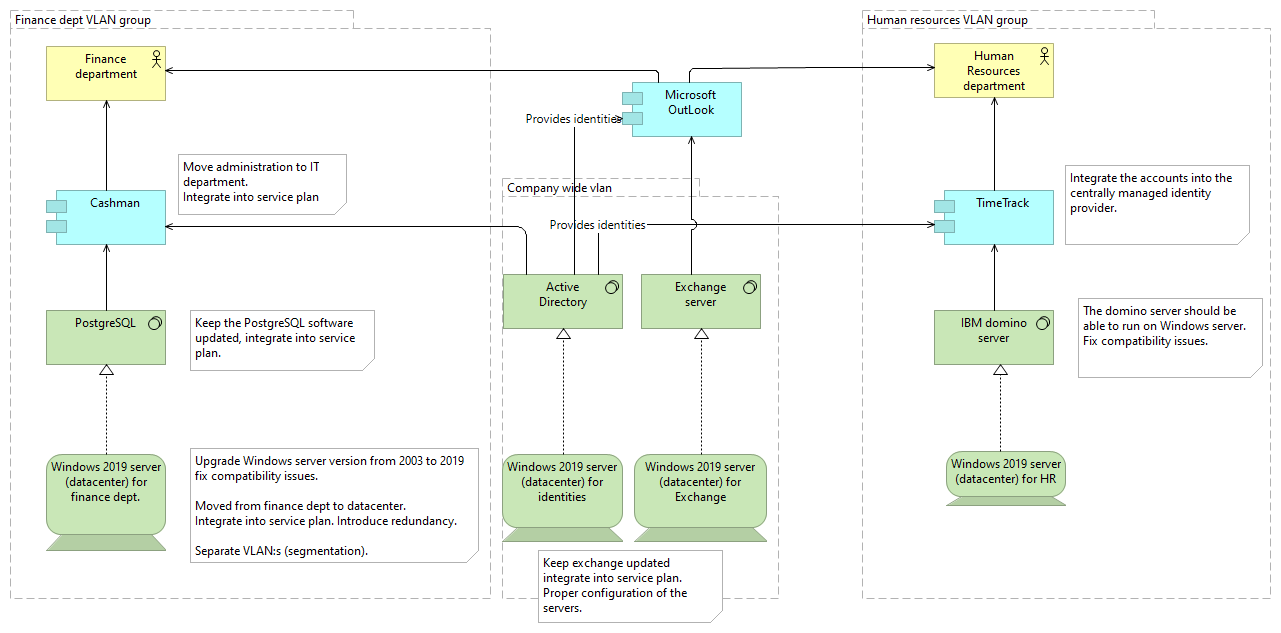 Finance dept VLAN group
Finance
department
Move administration to IT
department.
Integrate into service plan
Cashman
PostgreSQL
Keep the PostgreSQL software
updated, integrate into service
plan.
Windows 2019 server
(datacenter) for
finance dept.
Upgrade Windows server version from 2003 to 2019
fix compatibility issues.
Moved from finance dept to datacenter.
Integrate into service plan. Introduce redundancy.
Separate VLAN:s (segmentation).
Microsoft
OutLook
Provides identities
Company wide vlan
Provides identities
Active
Directory
Exchange
server
Windows 2019 server
(datacenter) for
identities
Windows 2019 server
(datacenter) for
Exchange
Keep exchange updated
integrate into service plan.
Proper configuration of the
servers.
Human resources VLAN group
Human
Resources
department
Integrate the accounts into the
centrally managed identity
provider.
TimeTrack
IBM domino
server
The domino server should be
able to run on Windows server.
Fix compatibility issues.
Windows 2019 server
(datacenter) for HR